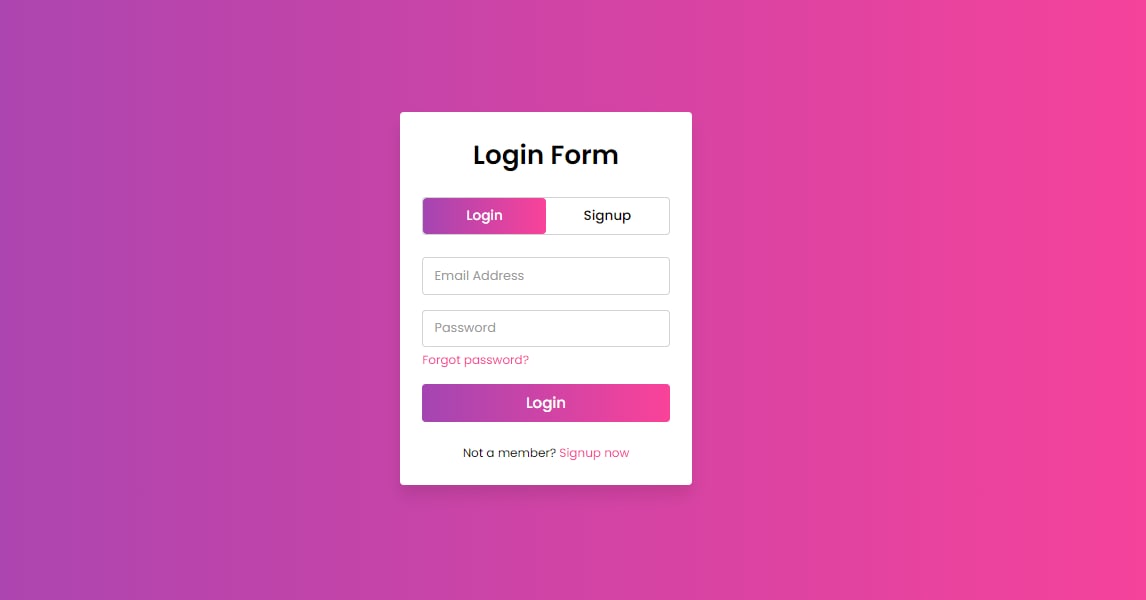 Login Form
Login Signup
Email Address
Password
Forgot password?
Login
Not a member? Signup now